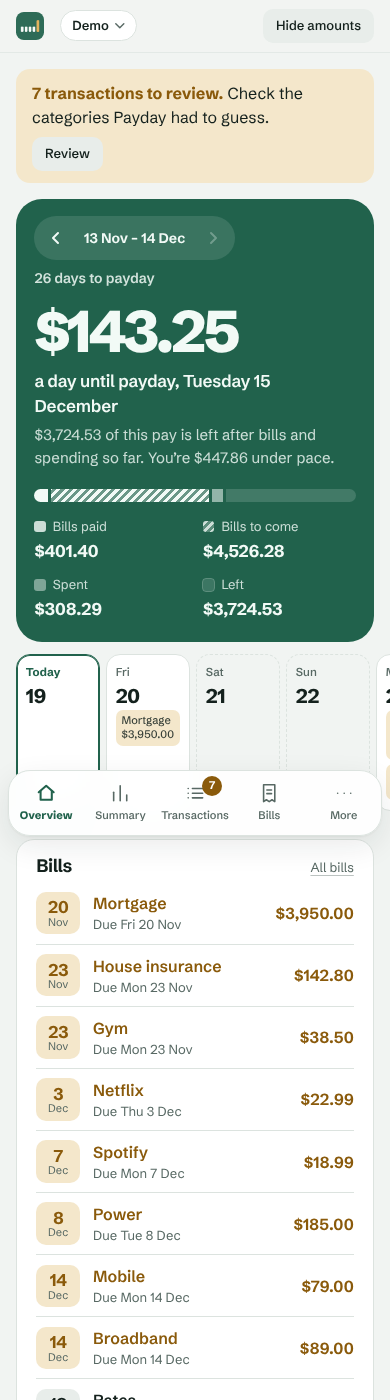 Demo
Hide amounts
7 transactions to review. Check the
categories Payday had to guess.
Review
13 Nov – 14 Dec
26 days to payday
$143.25
a day until payday, Tuesday 15
December
$3,724.53 of this pay is left after bills and
spending so far. You're $447.86 under pace.
Bills paid
$401.40
Bills to come
$4,526.28
Spent
$308.29
Left
$3,724.53
Today
19
Fri
20
Mortgage
$3,950.00
Sat
21
Sun
22
Overview
Summary
7
Transactions
Bills
More
Bills
All bills
20
Nov
Mortgage
Due Fri 20 Nov
$3,950.00
23
Nov
House insurance
Due Mon 23 Nov
$142.80
23
Nov
Gym
Due Mon 23 Nov
$38.50
3
Dec
Netflix
Due Thu 3 Dec
$22.99
7
Dec
Spotify
Due Mon 7 Dec
$18.99
8
Dec
Power
Due Tue 8 Dec
$185.00
14
Dec
Mobile
Due Mon 14 Dec
$79.00
14
Dec
Broadband
Due Mon 14 Dec
$89.00